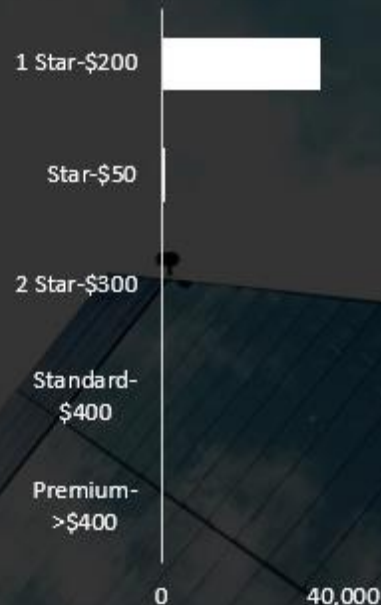 1 Star-$200
Star-$50
2 Star-$300
Standard-
$400
Premium-
>$400
0
40,000